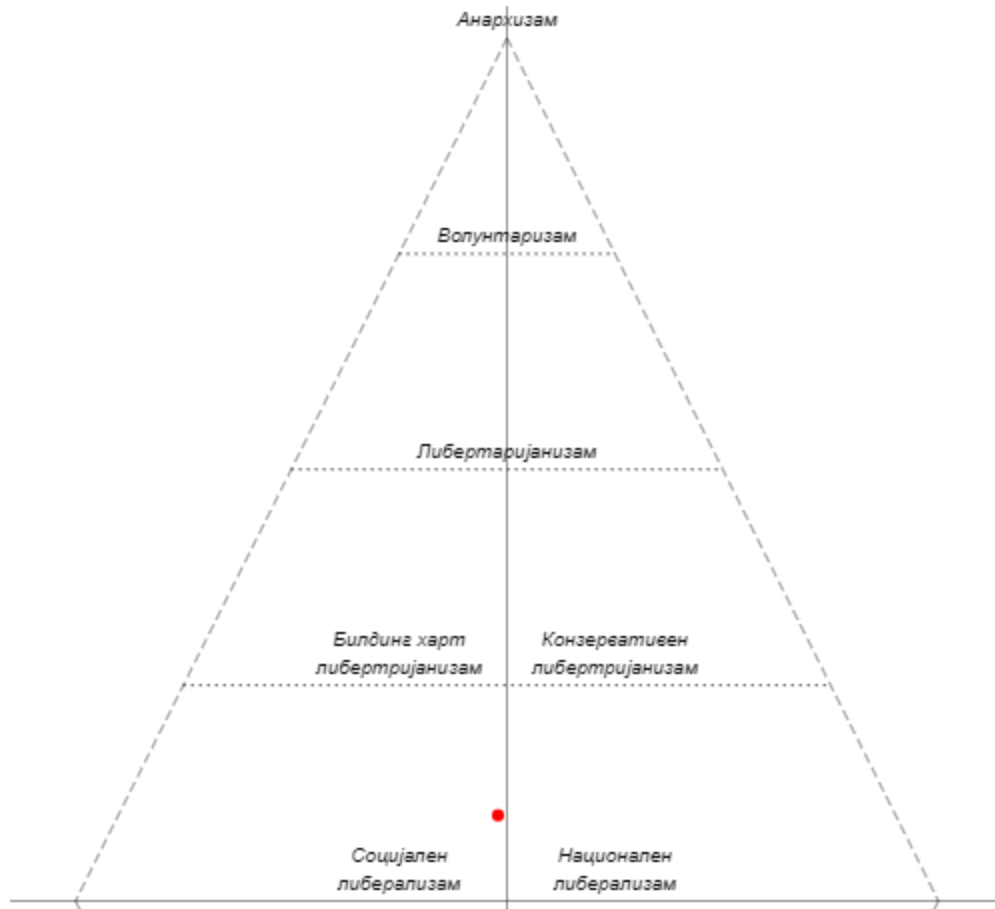 Анархизам
Волунтаризам
Либертаријанизам
Билдинг харт
либертријанизам
Конзервативен
либертријанизам
Социјален
либерализам
Национален
либерализам